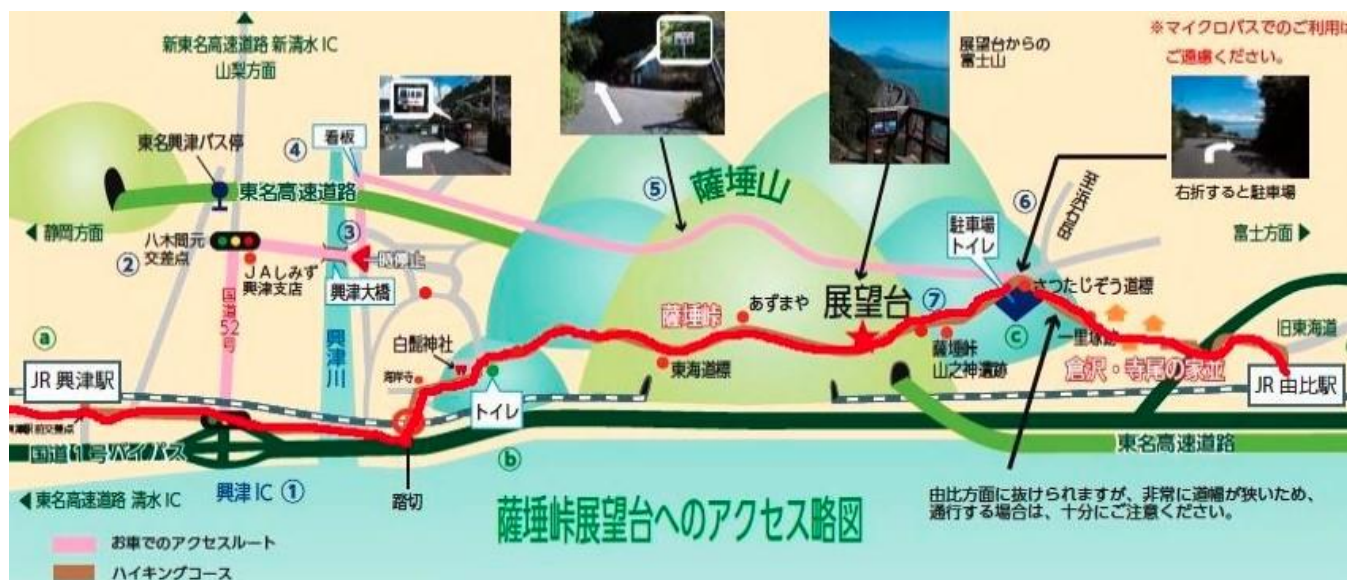 新東名高速道路 新清水IC
山梨方面
展望台からの
富士山
※マイクロバスでのご利用は
ご遠慮ください。
右折すると駐車場
看板
④
⑤
⑥
薩埵山
東名興津バス停
東名高速道路
静岡方面
富士方面
②
八木間元
交差点
③
一時停止
JAしみず
興津支店
興津大橋
駐車場
トイレ
さつたじぞう道標
国道52号
興津川
白髭神社
海岸寺
薩埵峠
あずまや
展望台
⑦
ⓒ
薩埵峠
山之神遺跡
一里塚跡
旧東海道
倉沢・寺尾の家並
東海道標
ⓐ
JR 興津駅
JR 由比駅
トイレ
ⓑ
国道1号バイパス
東名高速道路
東名高速道路 清水IC
興津IC ①
踏切
薩埵峠展望台へのアクセス略図
由比方面に抜けられますが、非常に道幅が狭いため、
通行する場合は、十分にご注意ください。
お車でのアクセスルート
ハイキングコース